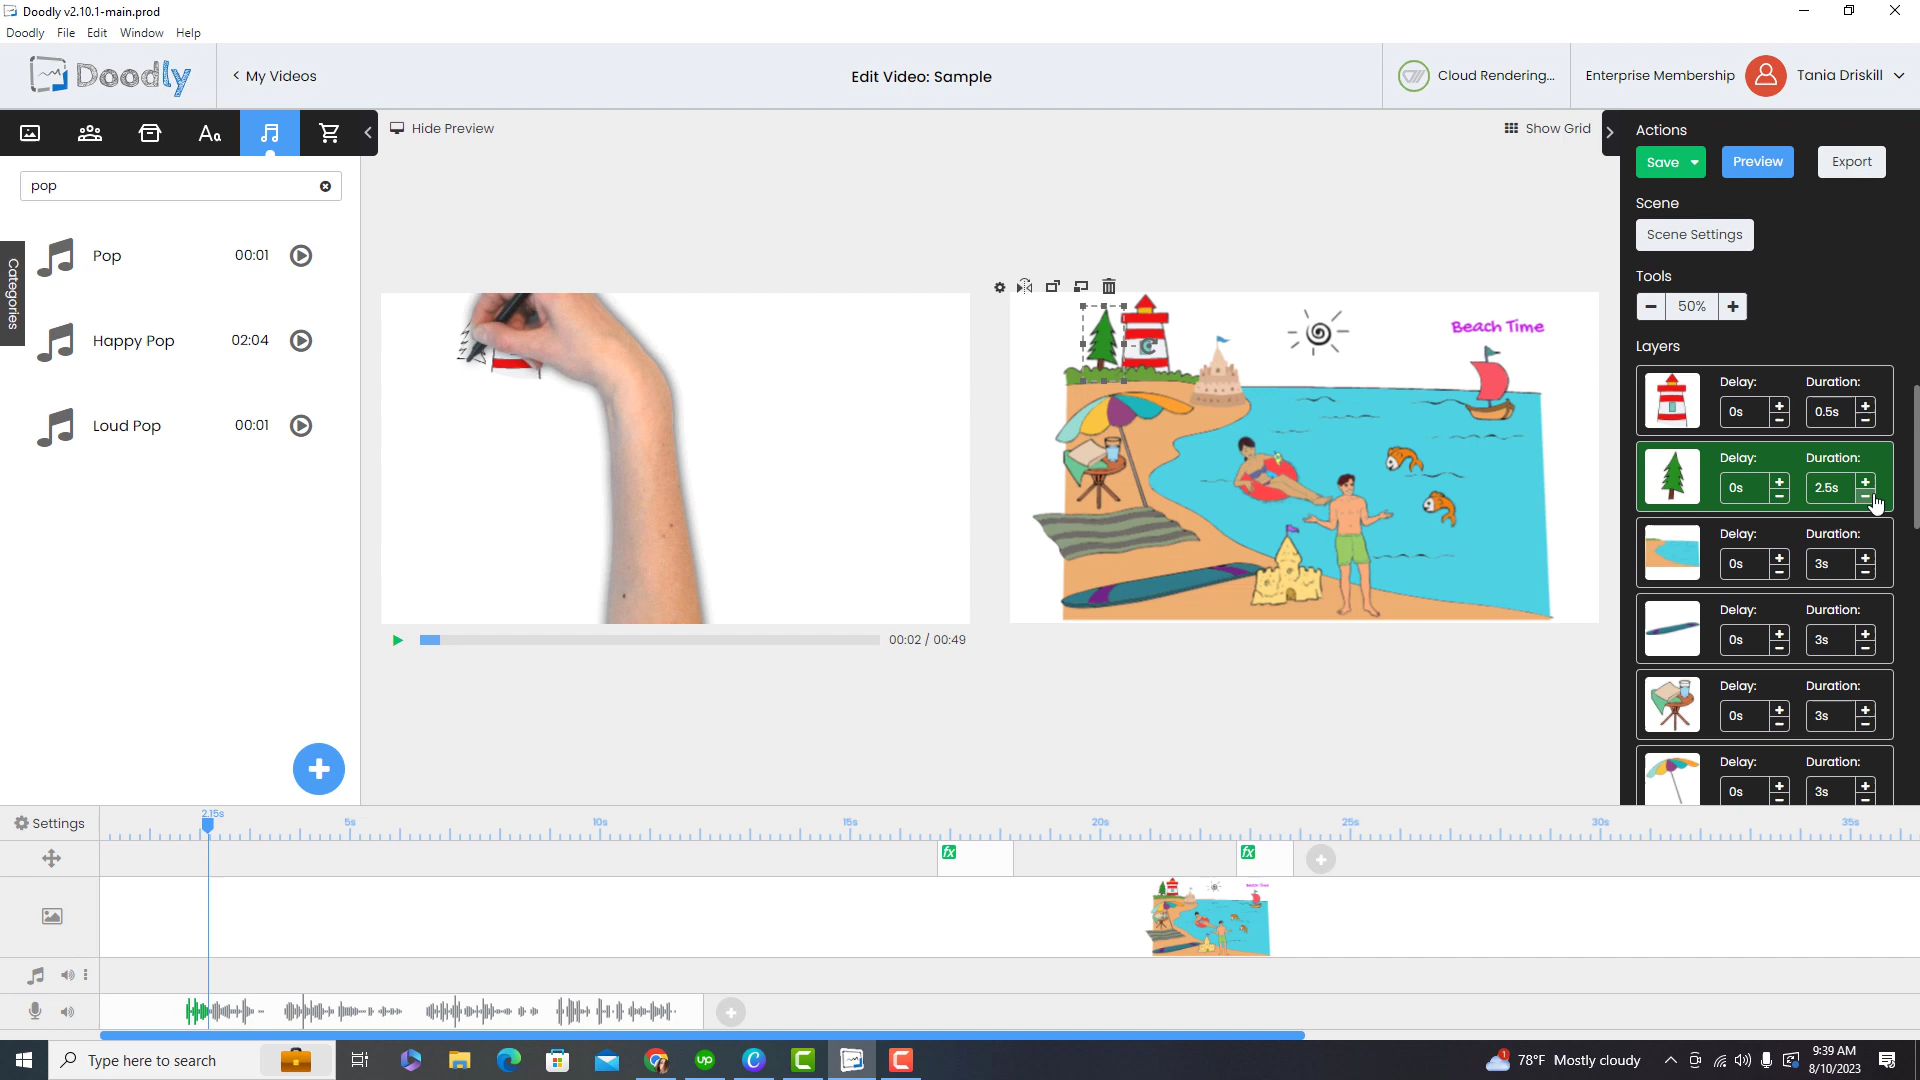 Doodly v2.10.1-main.prod
Doodly File Edit Window Help
Doodly
< My Videos
Edit Video: Sample
Cloud Rendering...
Enterprise Membership
Tania Driskill
Aa
Hide Preview
Show Grid
Actions
Save
Preview
Export
pop
Categories
Pop 00:01
Happy Pop 02:04
Loud Pop 00:01
Scene
Scene Settings
Tools
50%
Beach Time
Layers
Delay: Duration:
0s 0.5s
Delay: Duration:
0s 2.5s
Delay: Duration:
0s 3s
Delay: Duration:
0s 3s
Delay: Duration:
0s 3s
Delay: Duration:
0s 3s
00:02 / 00:49
Settings
2.15s 5s 10s 15s 20s 25s 30s 35s
fx fx
Beach Time
Type here to search
up
1
78°F Mostly cloudy
9:39 AM
8/10/2023